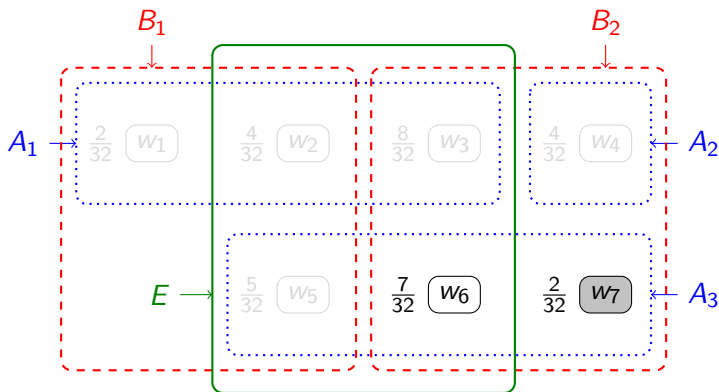 B₁ B₂
A₁ 2/32 w₁ 4/32 w₂ 8/32 w₃ 4/32 w₄ A₂
E 5/32 w₅ 7/32 w₆ 2/32 w₇ A₃